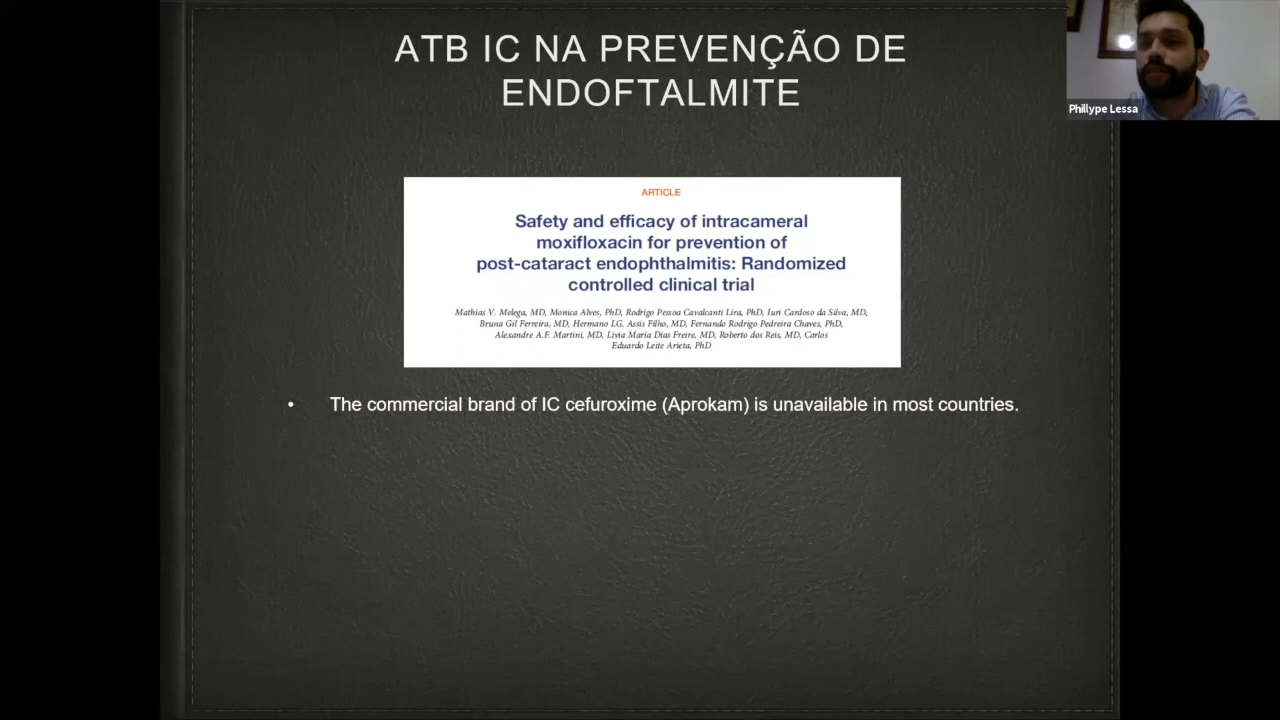 ATB IC NA PREVENÇÃO DE
ENDOFTALMITE
Phillype Lessa
ARTICLE
Safety and efficacy of intracameral
moxifloxacin for prevention of
post-cataract endophthalmitis: Randomized
controlled clinical trial
Mathias V. Melega, MD, Monica Alves, PhD, Rodrigo Pessoa Cavalcanti Lira, PhD, Iuri Cardoso da Silva, MD,
Bruna Gil Ferreira, MD, Hermano LG. Assis Filho, MD, Fernando Rodrigo Pedreira Chaves, PhD,
Alexandre A.F. Martini, MD, Livia Maria Dias Freire, MD, Roberto dos Reis, MD, Carlos
Eduardo Leite Arieta, PhD
• The commercial brand of IC cefuroxime (Aprokam) is unavailable in most countries.